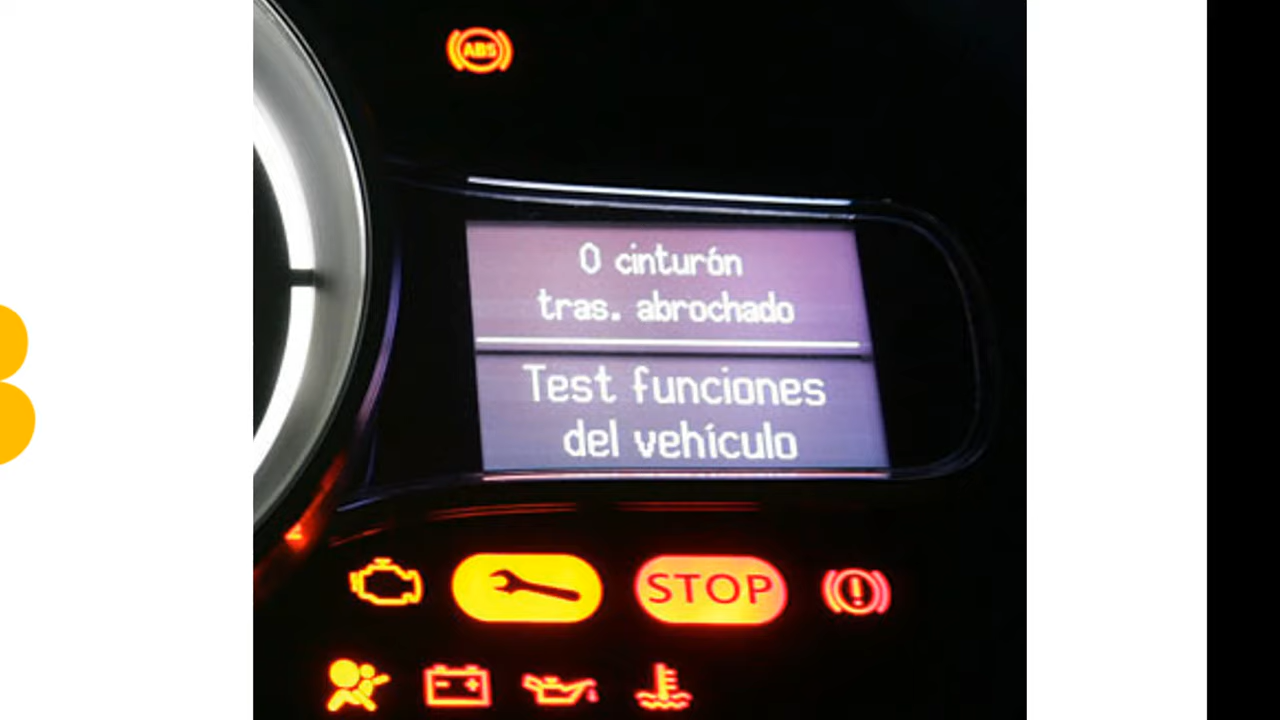 ABS
0 cinturón
tras. abrochado
Test funciones
del vehículo
STOP